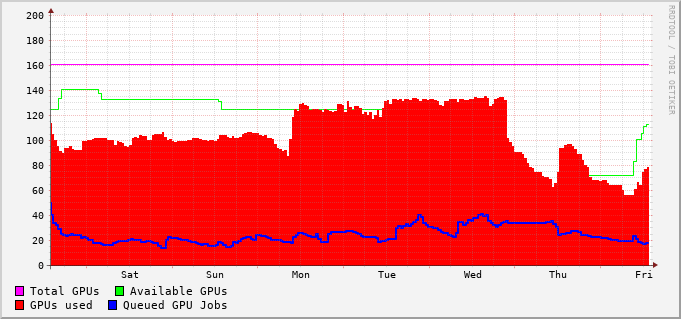 RRDTOOL / TOBI OETIKER
200
180
160
140
120
100
80
60
40
20
0
Sat Sun Mon Tue Wed Thu Fri
Total GPUs Available GPUs
GPUs used Queued GPU Jobs